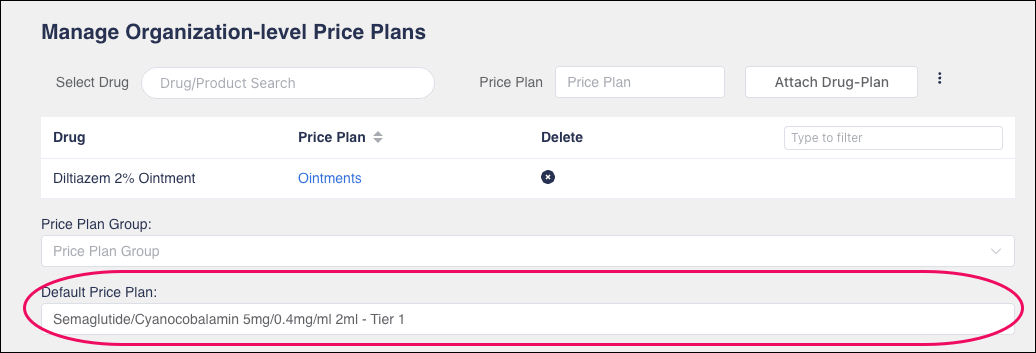 Manage Organization-level Price Plans
Select Drug Drug/Product Search Price Plan Price Plan Attach Drug-Plan
Drug Price Plan Delete Type to filter
Diltiazem 2% Ointment Ointments
Price Plan Group:
Price Plan Group
Default Price Plan:
Semaglutide/Cyanocobalamin 5mg/0.4mg/ml 2ml - Tier 1